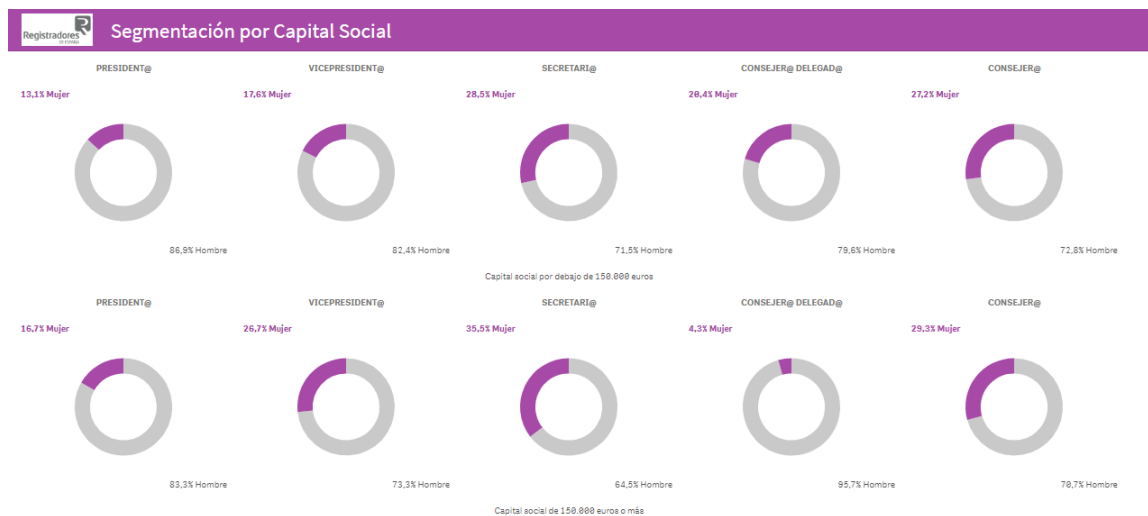 Registradores
DE ESPAÑA
Segmentación por Capital Social
PRESIDENT@ VICEPRESIDENT@ SECRETARI@ CONSEJER@ DELEGAD@ CONSEJER@
13,1% Mujer 17,6% Mujer 28,5% Mujer 20,4% Mujer 27,2% Mujer
86,9% Hombre 82,4% Hombre 71,5% Hombre 79,6% Hombre 72,8% Hombre
Capital social por debajo de 150.000 euros
PRESIDENT@ VICEPRESIDENT@ SECRETARI@ CONSEJER@ DELEGAD@ CONSEJER@
16,7% Mujer 26,7% Mujer 35,5% Mujer 4,3% Mujer 29,3% Mujer
83,3% Hombre 73,3% Hombre 64,5% Hombre 95,7% Hombre 70,7% Hombre
Capital social de 150.000 euros o más